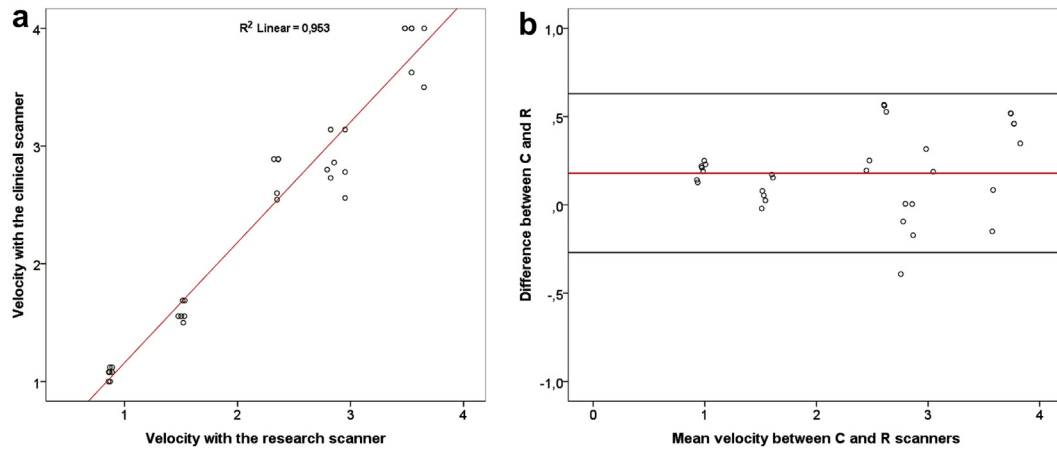 a
R² Linear = 0,953
4
3
2
1
1 2 3 4
Velocity with the clinical scanner
Velocity with the research scanner
b
1,0
,5
,0
-,5
-1,0
0 1 2 3 4
Difference between C and R
Mean velocity between C and R scanners